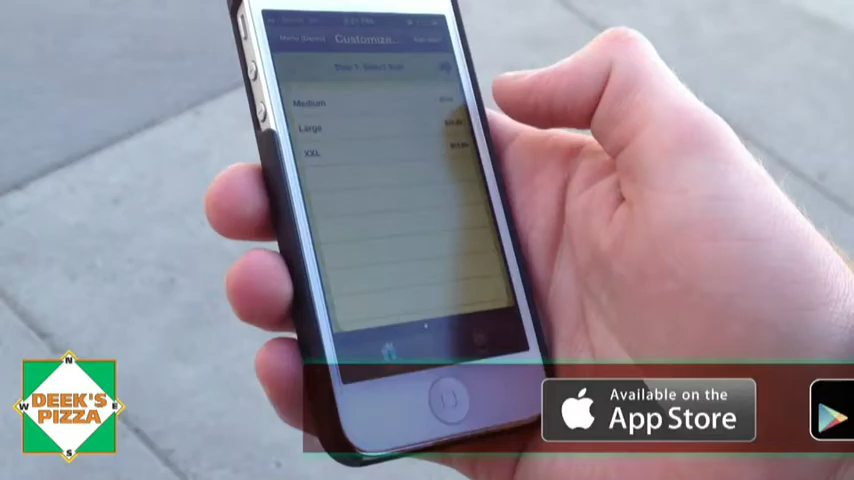 Customize...
Step 1: Select Size
Medium
Large
XXL
N
W
DEEK'S
PIZZA
S
Available on the
App Store